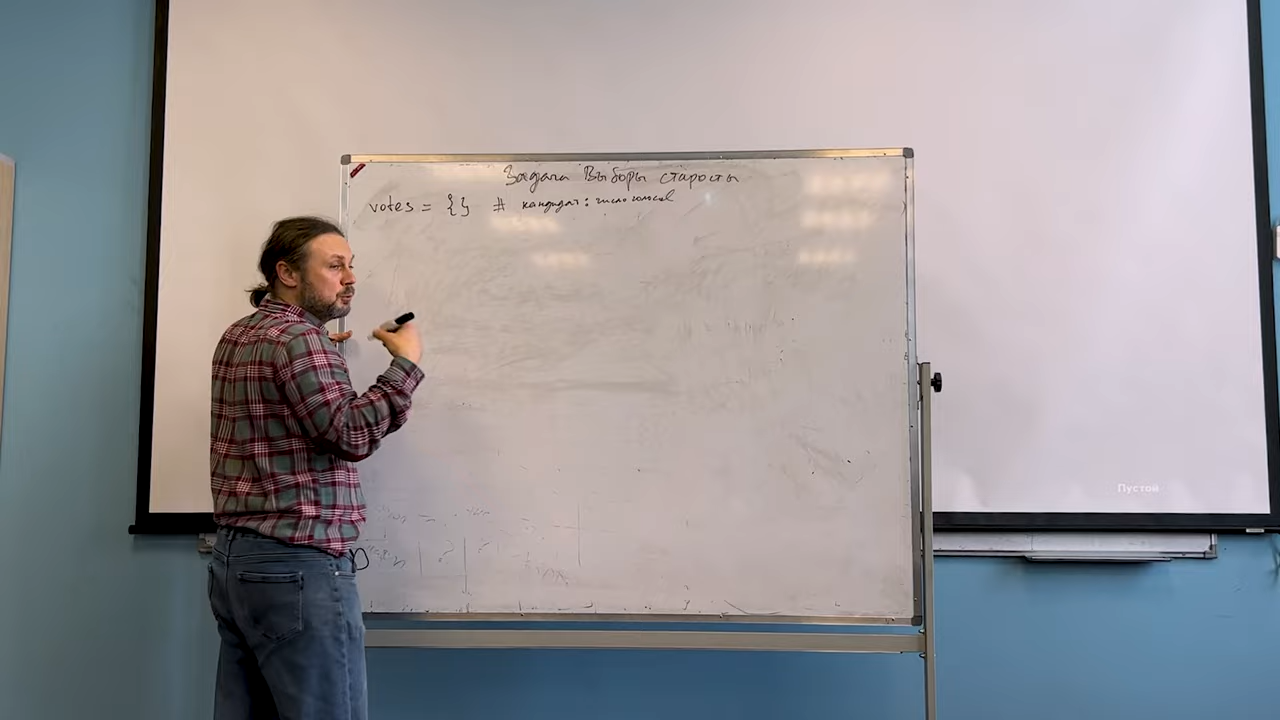 Задача Выборы старосты
votes = {} # кандидат : число голосов
Пустой